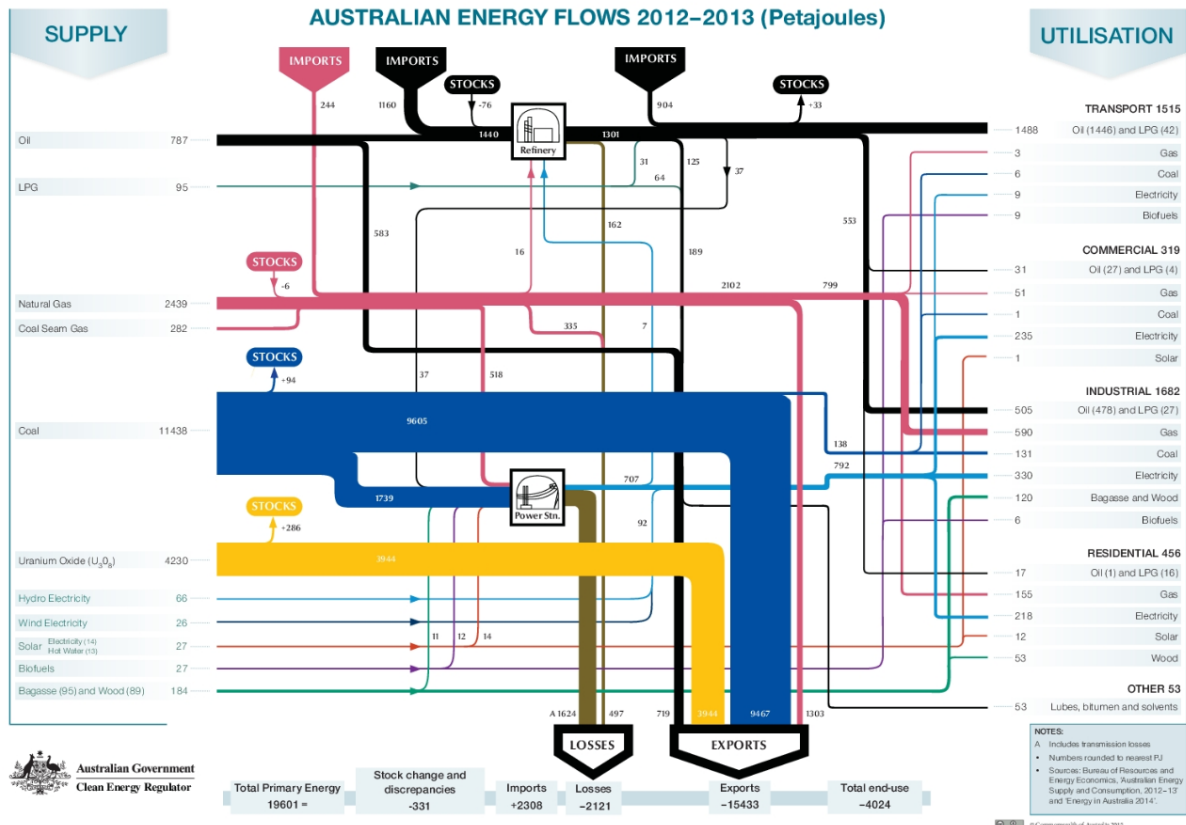 AUSTRALIAN ENERGY FLOWS 2012–2013 (Petajoules)
SUPPLY
UTILISATION
IMPORTS
IMPORTS
IMPORTS
STOCKS
STOCKS
244
1160
-76
904
+33
Oil 787
1440
Refinery
1301
LPG 95
31
64
125
37
583
162
16
189
553
STOCKS
-6
Natural Gas 2439
2102
799
Coal Seam Gas 282
335
7
STOCKS
+94
37
518
Coal 11438
9605
138
792
707
1739
Power Stn.
STOCKS
+286
92
Uranium Oxide (U3O8) 4230
3944
Hydro Electricity 66
Wind Electricity 26
Solar Electricity (14) Hot Water (13) 27
11
12
14
Biofuels 27
Bagasse (95) and Wood (89) 184
A 1624
497
719
3944
9467
1303
LOSSES
EXPORTS
TRANSPORT 1515
1488 Oil (1446) and LPG (42)
3 Gas
6 Coal
9 Electricity
9 Biofuels
COMMERCIAL 319
31 Oil (27) and LPG (4)
51 Gas
1 Coal
235 Electricity
1 Solar
INDUSTRIAL 1682
505 Oil (478) and LPG (27)
590 Gas
131 Coal
330 Electricity
120 Bagasse and Wood
6 Biofuels
RESIDENTIAL 456
17 Oil (1) and LPG (16)
155 Gas
218 Electricity
12 Solar
53 Wood
OTHER 53
53 Lubes, bitumen and solvents
NOTES:
A Includes transmission losses
• Numbers rounded to nearest PJ
• Sources: Bureau of Resources and
Energy Economics, 'Australian Energy
Supply and Consumption, 2012–13'
and 'Energy in Australia 2014'.
Australian Government
Clean Energy Regulator
Total Primary Energy
19601 =
Stock change and
discrepancies
-331
Imports
+2308
Losses
−2121
Exports
−15433
Total end-use
−4024